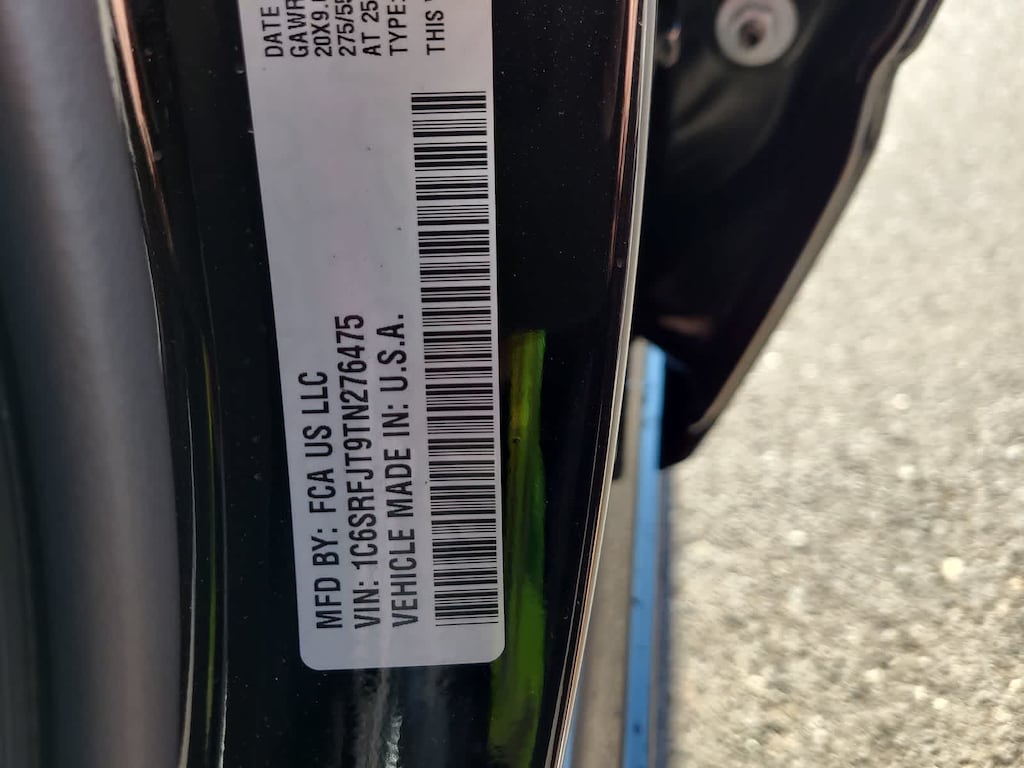 MFD BY: FCA US LLC
DATE
VIN: 1C6SRFJT9TN276475
GAWR
VEHICLE MADE IN: U.S.A.
20X9.
275/55
AT 25
TYPE:
THIS